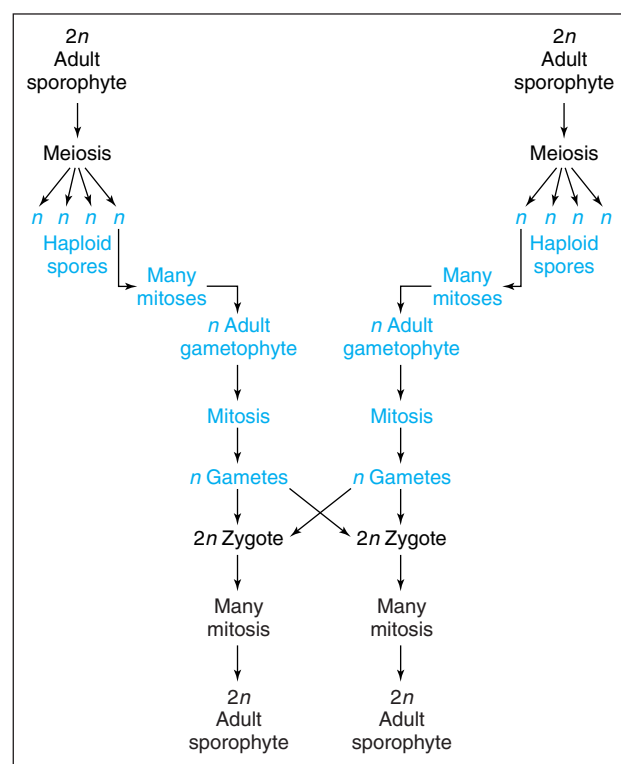 2n
Adult
sporophyte
2n
Adult
sporophyte
Meiosis
Meiosis
n n n n
n n n n
Haploid
spores
Haploid
spores
Many
mitoses
Many
mitoses
n Adult
gametophyte
n Adult
gametophyte
Mitosis
Mitosis
n Gametes
n Gametes
2n Zygote
2n Zygote
Many
mitosis
Many
mitosis
2n
Adult
sporophyte
2n
Adult
sporophyte